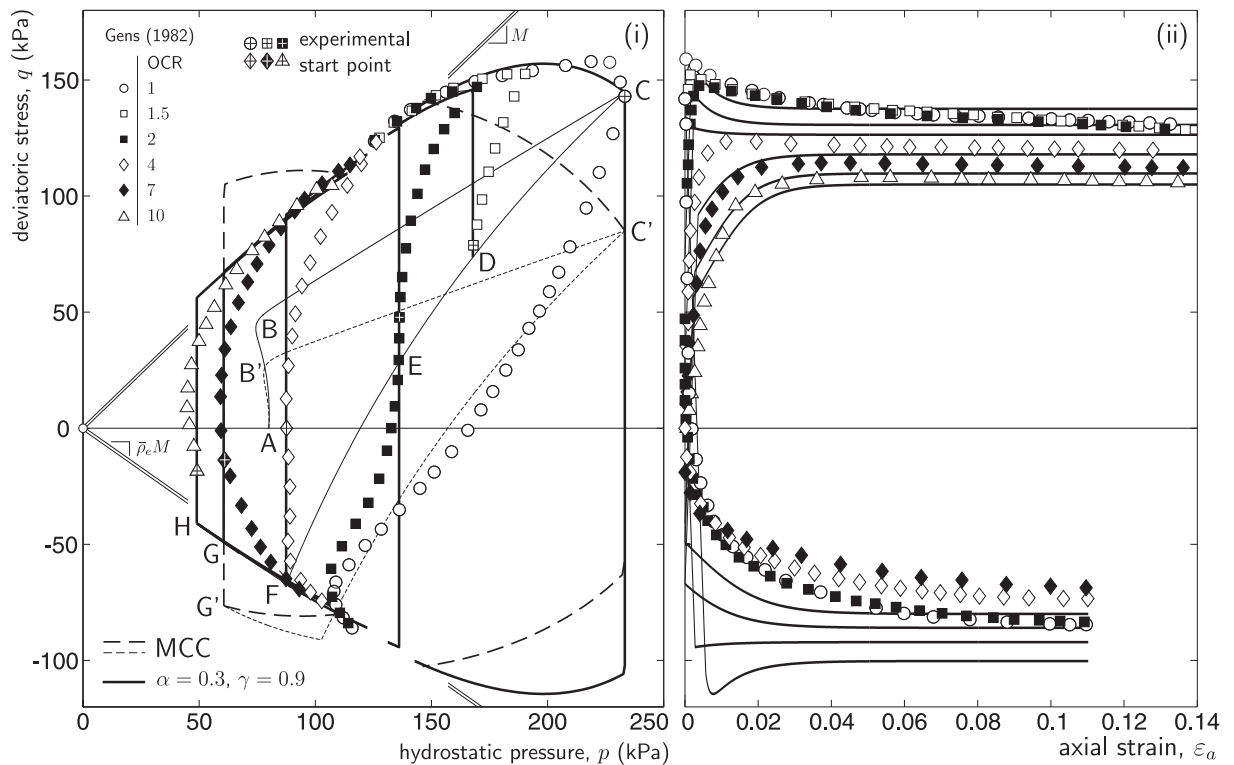 Gens (1982)
OCR
1
1.5
2
4
7
10
experimental
start point
M
(i)
(ii)
C
C'
D
B
B'
E
A
ρ̄ₑM
H
G
F
G'
MCC
α = 0.3, γ = 0.9
deviatoric stress, q (kPa)
150
100
50
0
-50
-100
0 50 100 150 200 250
hydrostatic pressure, p (kPa)
0 0.02 0.04 0.06 0.08 0.1 0.12 0.14
axial strain, εₐ